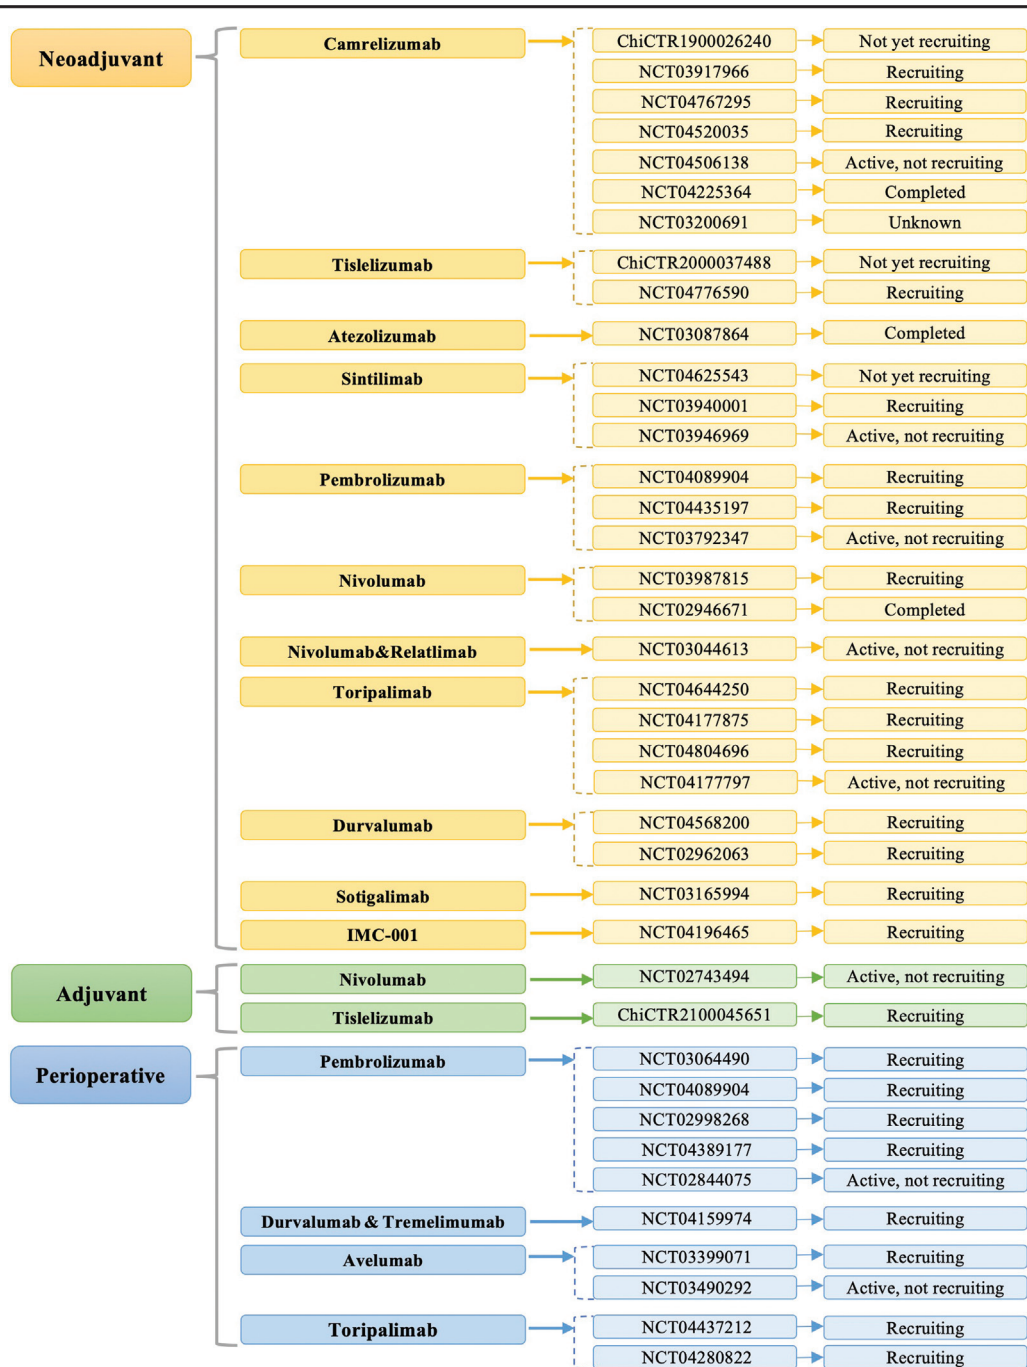 Neoadjuvant
Camrelizumab
ChiCTR1900026240 Not yet recruiting
NCT03917966 Recruiting
NCT04767295 Recruiting
NCT04520035 Recruiting
NCT04506138 Active, not recruiting
NCT04225364 Completed
NCT03200691 Unknown
Tislelizumab
ChiCTR2000037488 Not yet recruiting
NCT04776590 Recruiting
Atezolizumab NCT03087864 Completed
Sintilimab
NCT04625543 Not yet recruiting
NCT03940001 Recruiting
NCT03946969 Active, not recruiting
Pembrolizumab
NCT04089904 Recruiting
NCT04435197 Recruiting
NCT03792347 Active, not recruiting
Nivolumab
NCT03987815 Recruiting
NCT02946671 Completed
Nivolumab&Relatlimab NCT03044613 Active, not recruiting
Toripalimab
NCT04644250 Recruiting
NCT04177875 Recruiting
NCT04804696 Recruiting
NCT04177797 Active, not recruiting
Durvalumab
NCT04568200 Recruiting
NCT02962063 Recruiting
Sotigalimab NCT03165994 Recruiting
IMC-001 NCT04196465 Recruiting
Adjuvant
Nivolumab NCT02743494 Active, not recruiting
Tislelizumab ChiCTR2100045651 Recruiting
Perioperative
Pembrolizumab
NCT03064490 Recruiting
NCT04089904 Recruiting
NCT02998268 Recruiting
NCT04389177 Recruiting
NCT02844075 Active, not recruiting
Durvalumab & Tremelimumab NCT04159974 Recruiting
Avelumab
NCT03399071 Recruiting
NCT03490292 Active, not recruiting
Toripalimab
NCT04437212 Recruiting
NCT04280822 Recruiting